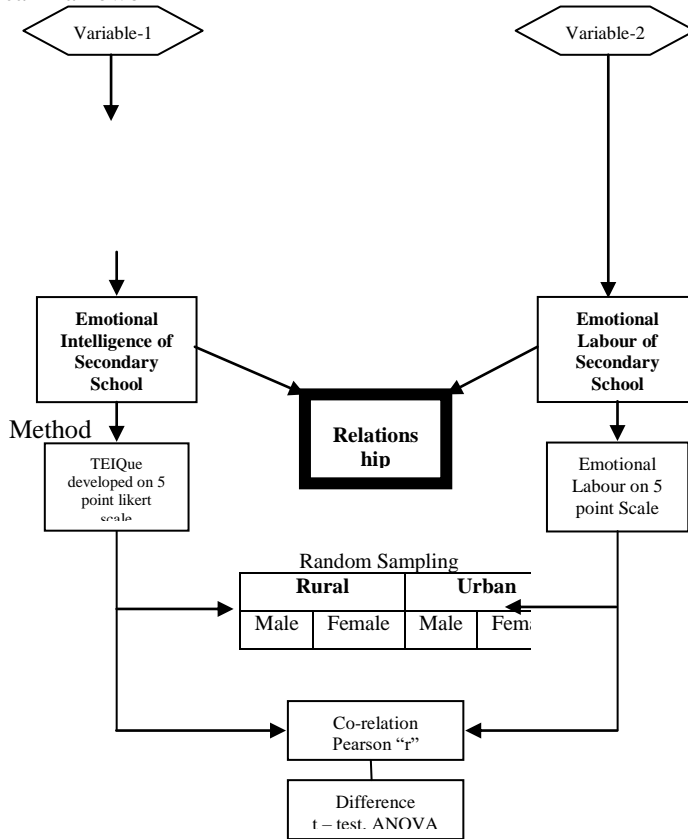 Variable-1
Variable-2
Emotional
Intelligence of
Secondary
School
Emotional
Labour of
Secondary
School
Relations
hip
Method
TEIQue
developed on 5
point likert
scale
Emotional
Labour on 5
point Scale
Random Sampling
Rural Urban
Male Female Male Fema
Co-relation
Pearson “r”
Difference
t – test, ANOVA